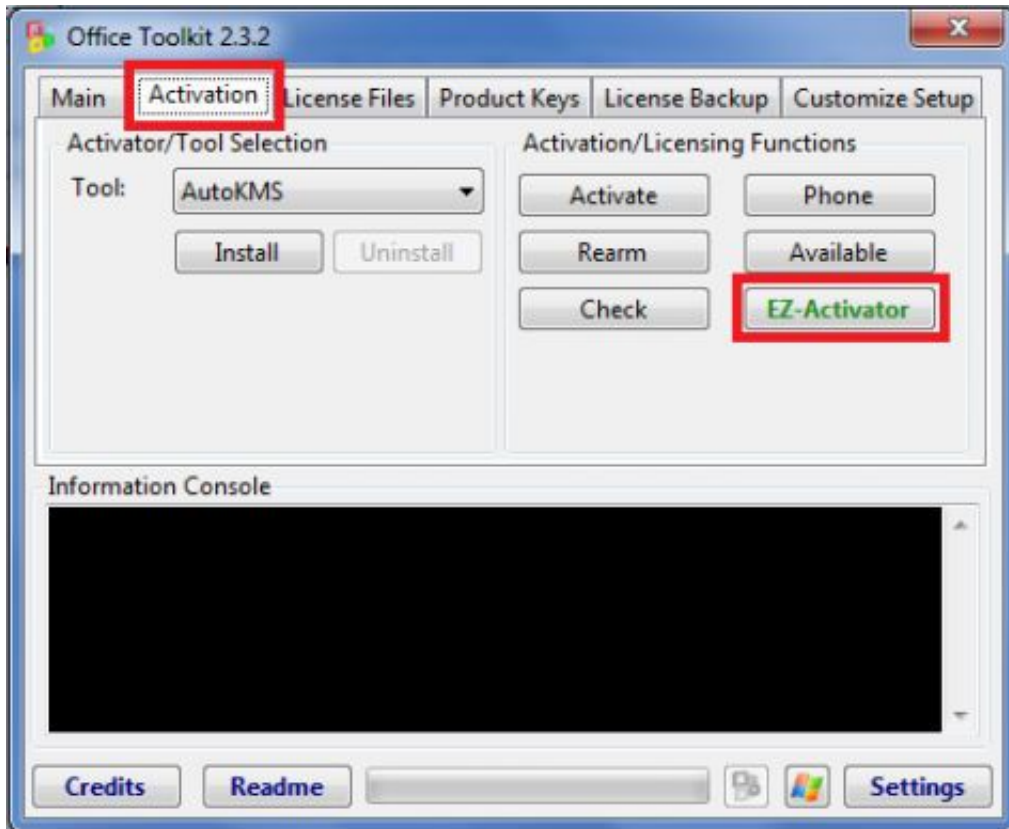 Office Toolkit 2.3.2
Main Activation License Files Product Keys License Backup Customize Setup
Activator/Tool Selection
Tool: AutoKMS
Install Uninstall
Activation/Licensing Functions
Activate Phone
Rearm Available
Check EZ-Activator
Information Console
Credits Readme Settings